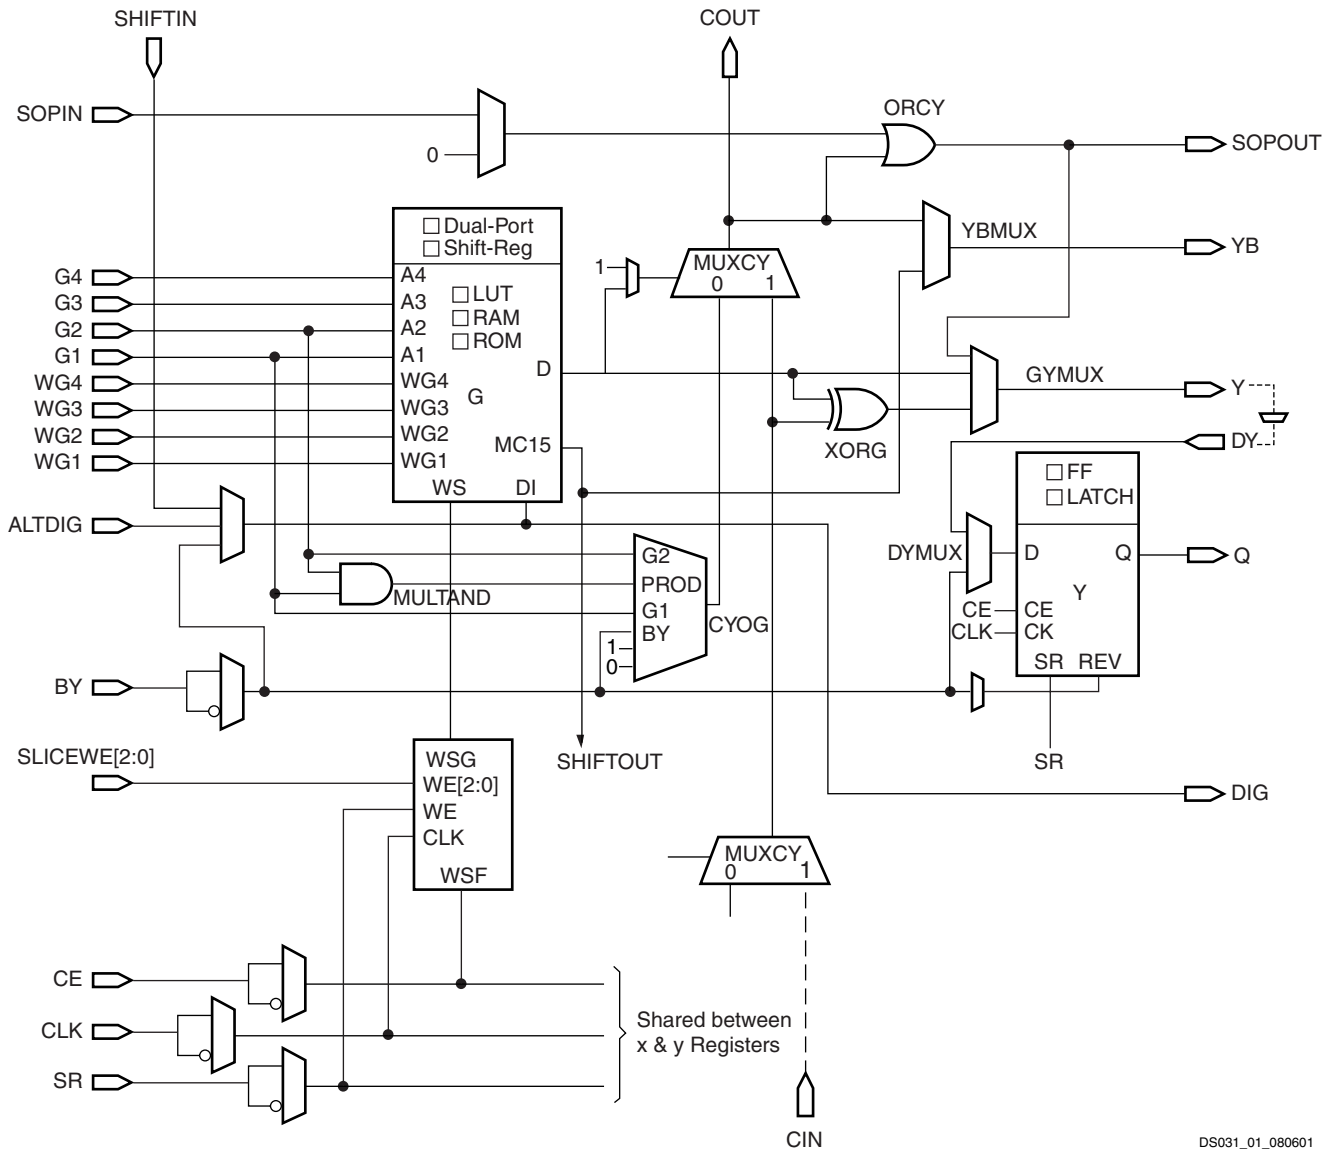 SHIFTIN
COUT
SOPIN
0
ORCY
SOPOUT
Dual-Port
Shift-Reg
YBMUX
YB
MUXCY
0 1
1
G4
G3
G2
G1
WG4
WG3
WG2
WG1
A4
A3
A2
A1
WG4
WG3
WG2
WG1
LUT
RAM
ROM
G
D
MC15
WS
DI
GYMUX
Y
XORG
DY
FF
LATCH
ALTDIG
DYMUX
D
Q
Q
Y
CE
CLK
CE
CK
SR REV
SR
G2
PROD
G1
BY
1
0
MULTAND
CYOG
BY
SHIFTOUT
DIG
SLICEWE[2:0]
WSG
WE[2:0]
WE
CLK
WSF
MUXCY
0 1
CE
CLK
SR
Shared between
x & y Registers
CIN
DS031_01_080601